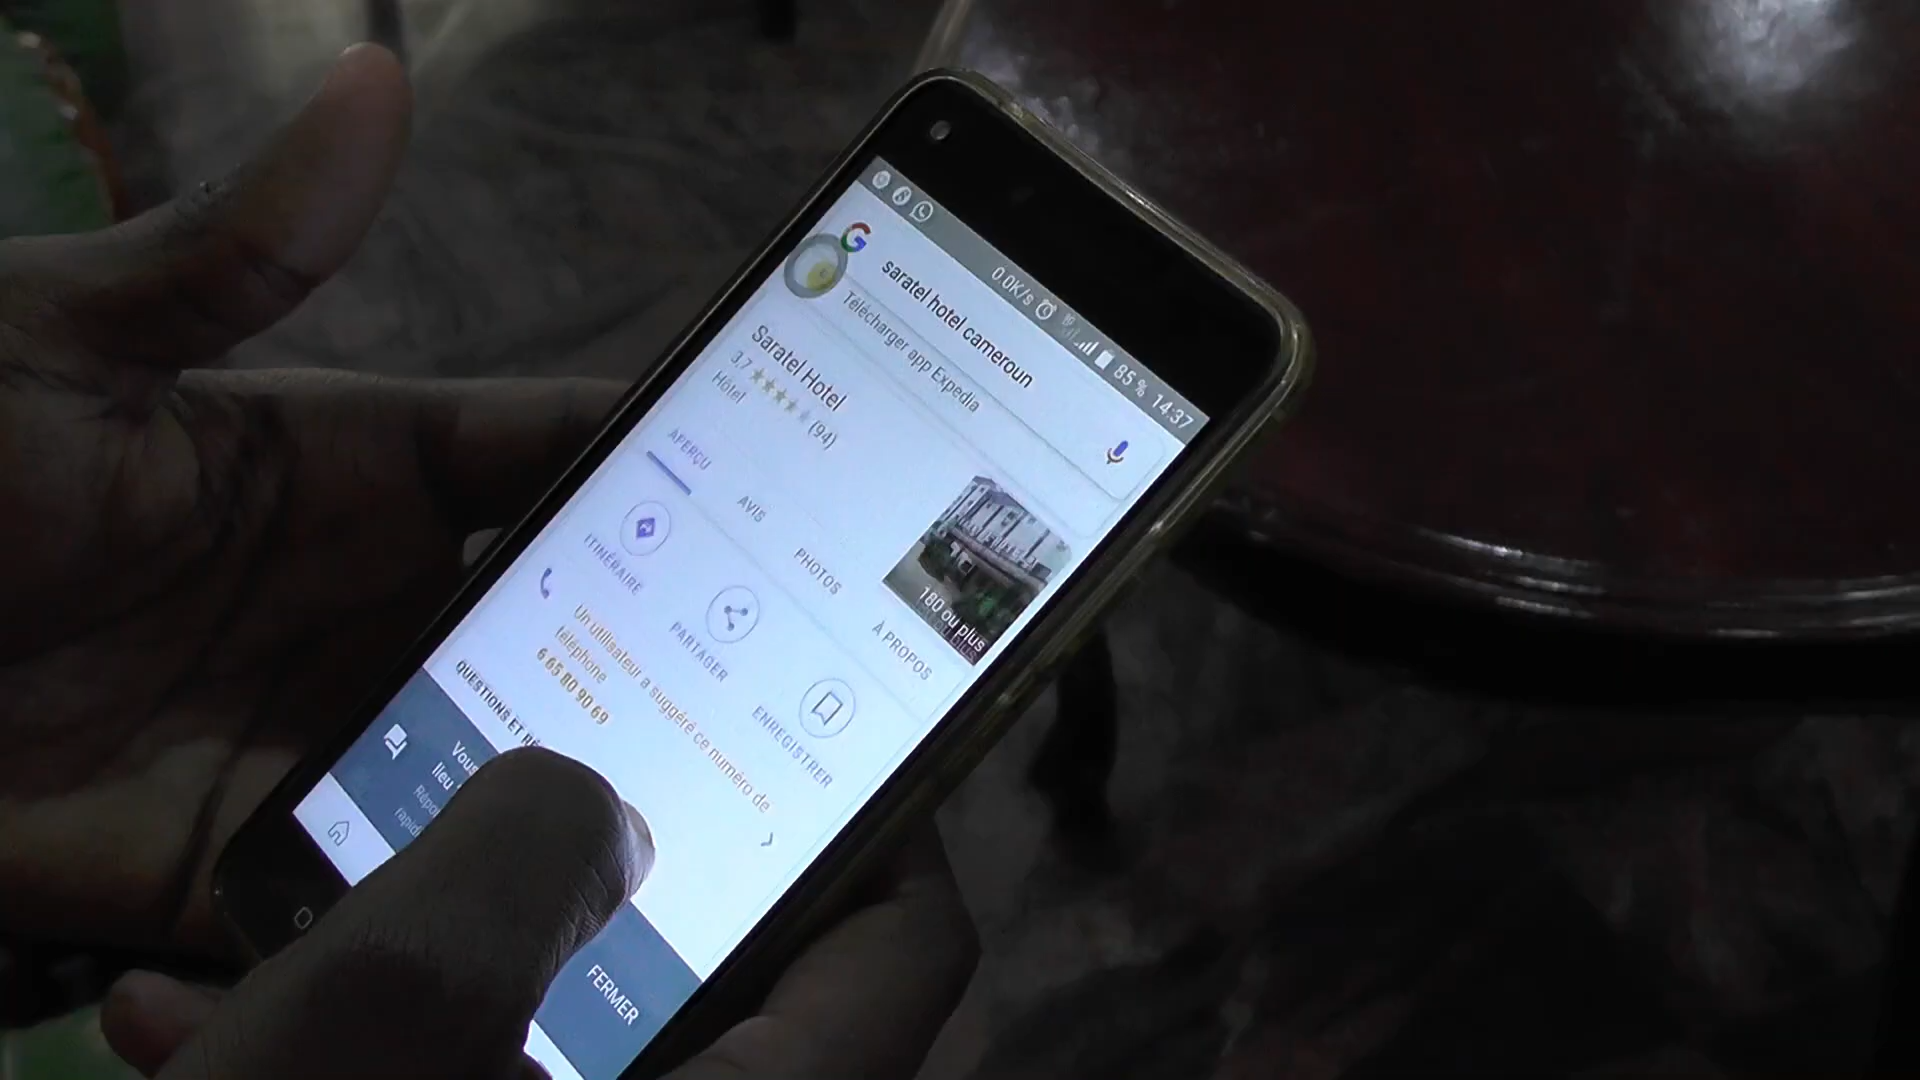 0.0K/s 85 % 14:37
saratel hotel cameroun
Télécharger app Expedia
Saratel Hotel
3,7 (94)
Hôtel
180 ou plus
APERÇU AVIS PHOTOS À PROPOS
ITINÉRAIRE PARTAGER ENREGISTRER
Un utilisateur a suggéré ce numéro de
téléphone
6 65 80 90 69
QUESTIONS ET
Vous
lieu
FERMER